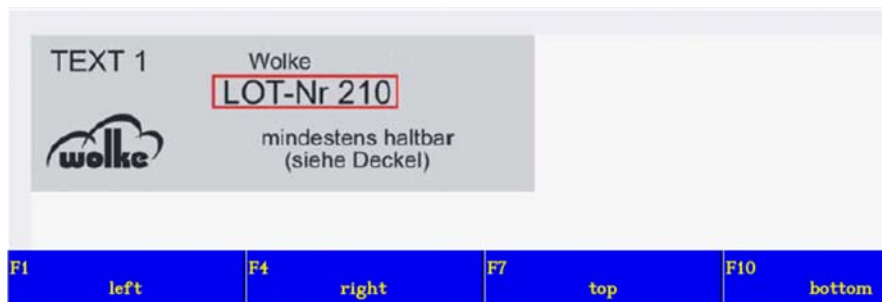 TEXT 1
Wolke
LOT-Nr 210
wolke
mindestens haltbar
(siehe Deckel)
F1 left
F4 right
F7 top
F10 bottom